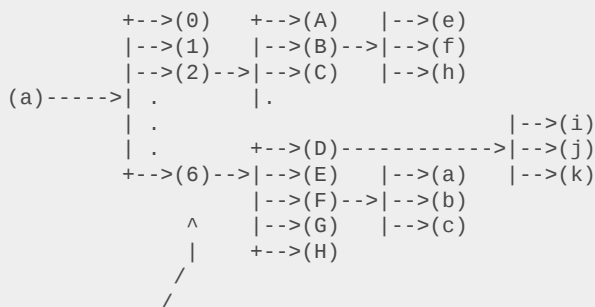 +-->(0)   +-->(A)   |-->(e)
            |-->(1)   |-->(B)-->|-->(f)
            |-->(2)-->|-->(C)   |-->(h)
(a)----->|  .         |.
            | .                                |-->(i)
            | .       +-->(D)------------>|-->(j)
            +-->(6)-->|-->(E)   |-->(a)   |-->(k)
                      |-->(F)-->|-->(b)
                 ^    |-->(G)   |-->(c)
                 |    +-->(H)
                /
               /